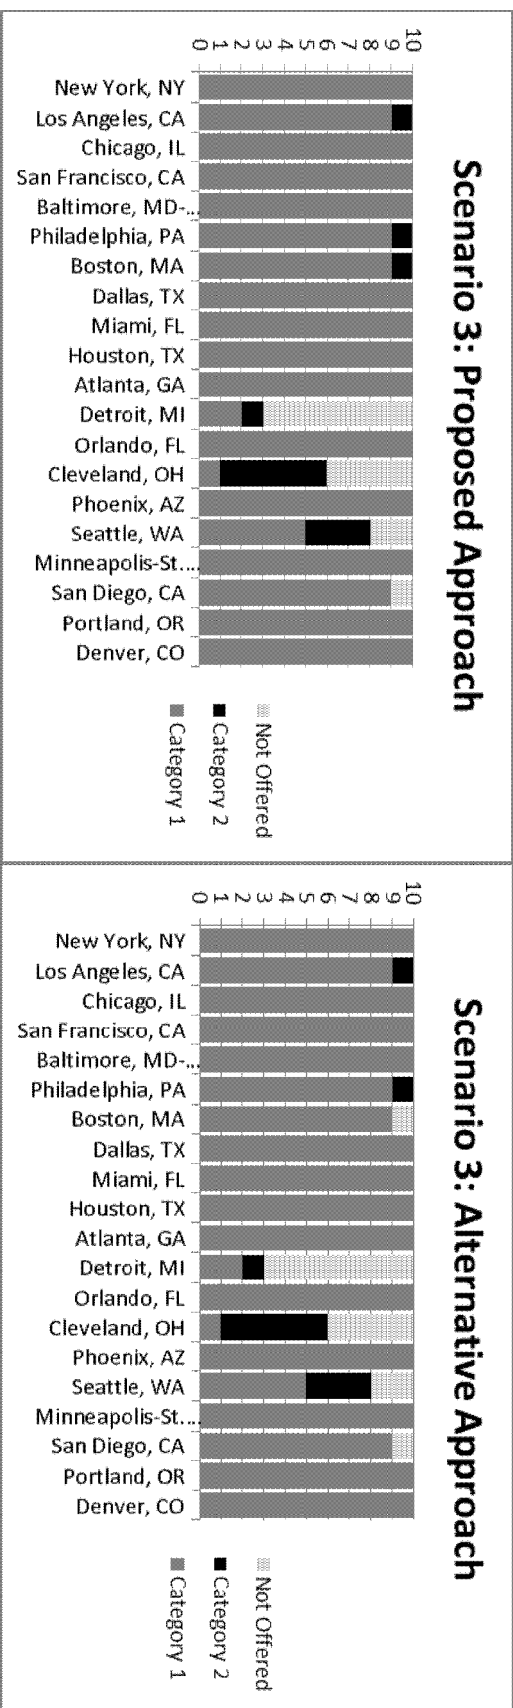 Scenario 3: Proposed Approach
10
9
8
7
6
5
4
3
2
1
0
New York, NY
Los Angeles, CA
Chicago, IL
San Francisco, CA
Baltimore, MD-...
Philadelphia, PA
Boston, MA
Dallas, TX
Miami, FL
Houston, TX
Atlanta, GA
Detroit, MI
Orlando, FL
Cleveland, OH
Phoenix, AZ
Seattle, WA
Minneapolis-St....
San Diego, CA
Portland, OR
Denver, CO
Not Offered
Category 2
Category 1
Scenario 3: Alternative Approach
10
9
8
7
6
5
4
3
2
1
0
New York, NY
Los Angeles, CA
Chicago, IL
San Francisco, CA
Baltimore, MD-...
Philadelphia, PA
Boston, MA
Dallas, TX
Miami, FL
Houston, TX
Atlanta, GA
Detroit, MI
Orlando, FL
Cleveland, OH
Phoenix, AZ
Seattle, WA
Minneapolis-St....
San Diego, CA
Portland, OR
Denver, CO
Not Offered
Category 2
Category 1